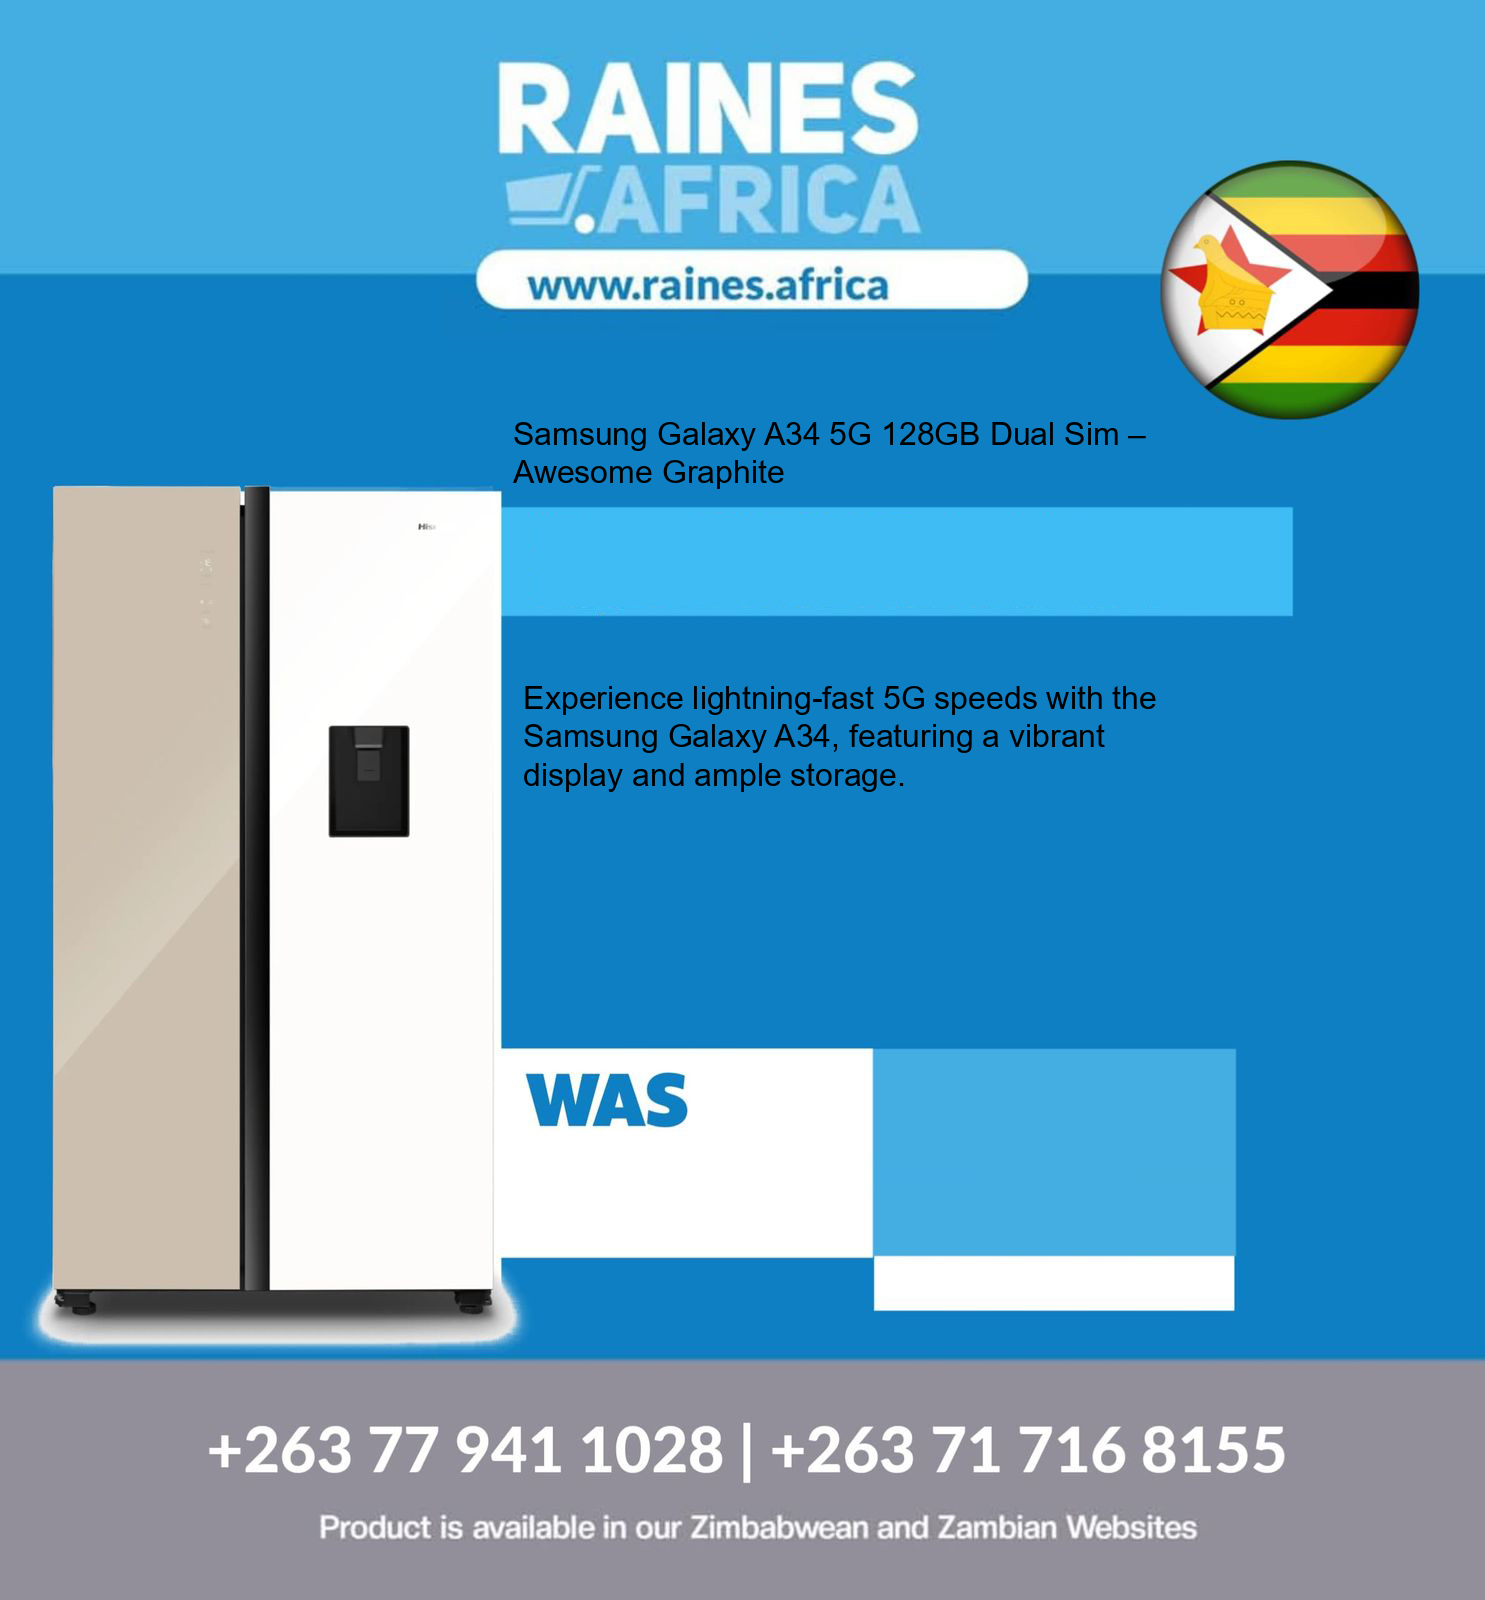 RAINES
.AFRICA
www.raines.africa
Samsung Galaxy A34 5G 128GB Dual Sim –
Awesome Graphite
Experience lightning-fast 5G speeds with the
Samsung Galaxy A34, featuring a vibrant
display and ample storage.
WAS
+263 77 941 1028 | +263 71 716 8155
Product is available in our Zimbabwean and Zambian Websites